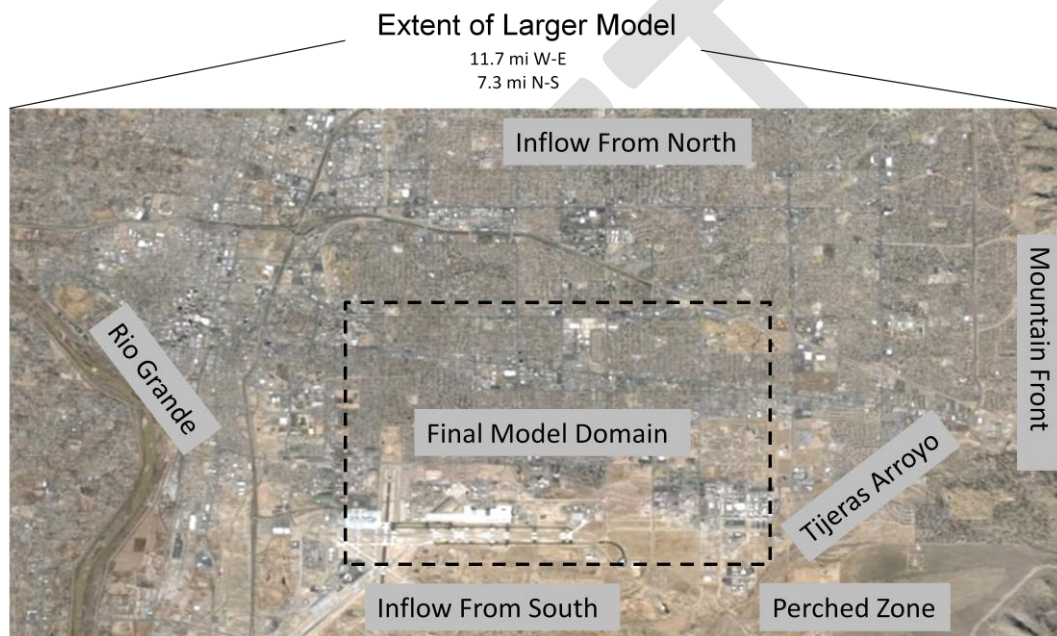 Extent of Larger Model
11.7 mi W-E
7.3 mi N-S
Inflow From North
Mountain Front
Rio Grande
Final Model Domain
Tijeras Arroyo
Inflow From South
Perched Zone